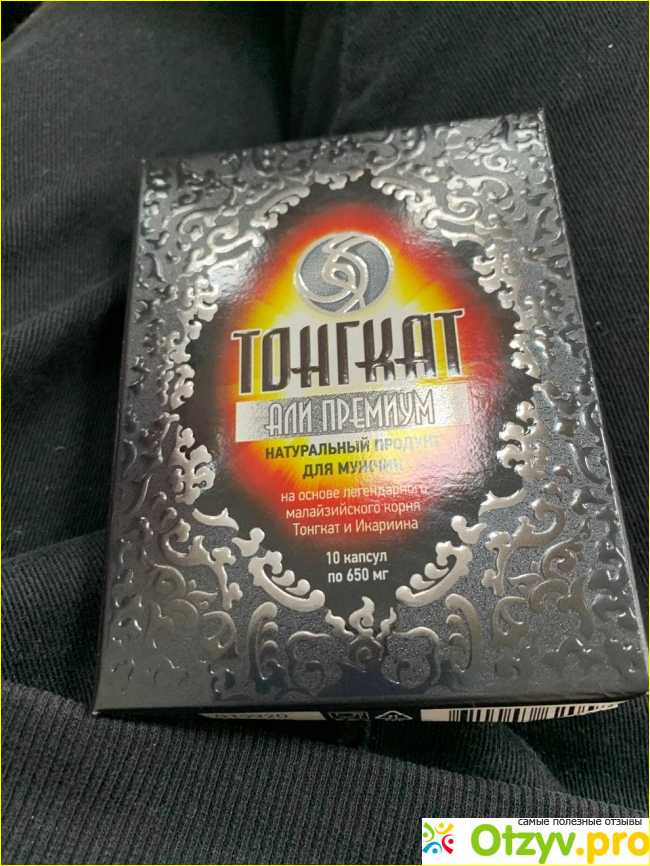 ТОНГКАТ
АЛИ ПРЕМИУМ
НАТУРАЛЬНЫЙ ПРОДУКТ
ДЛЯ МУЖЧИН
на основе легендарного
малайзийского корня
Тонгкат и Икариина
10 капсул
по 650 мг
самые полезные отзывы
Otzyv.pro